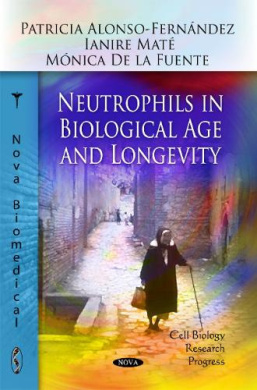 PATRICIA ALONSO-FERNÁNDEZ
IANIRE MATÉ
MÓNICA DE LA FUENTE
NEUTROPHILS IN
BIOLOGICAL AGE
AND LONGEVITY
Nova Biomedical
Cell Biology
Research
Progress
NOVA